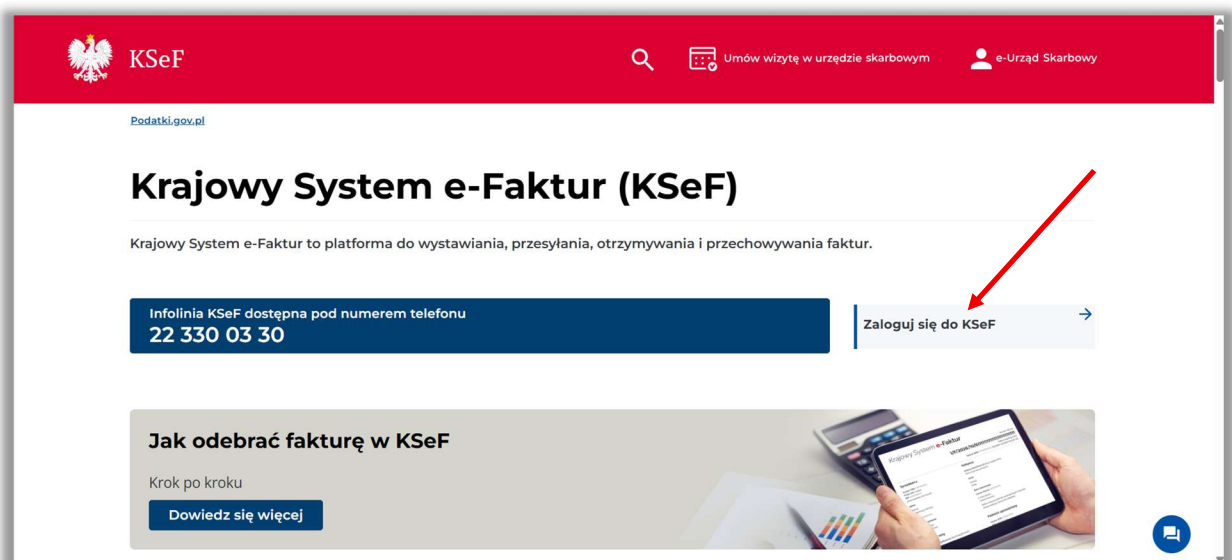 KSeF
Umów wizytę w urzędzie skarbowym
e-Urząd Skarbowy
Podatki.gov.pl
Krajowy System e-Faktur (KSeF)
Krajowy System e-Faktur to platforma do wystawiania, przesyłania, otrzymywania i przechowywania faktur.
Infolinia KSeF dostępna pod numerem telefonu
22 330 03 30
Zaloguj się do KSeF
Jak odebrać fakturę w KSeF
Krok po kroku
Dowiedz się więcej
Krajowy System e-Faktur